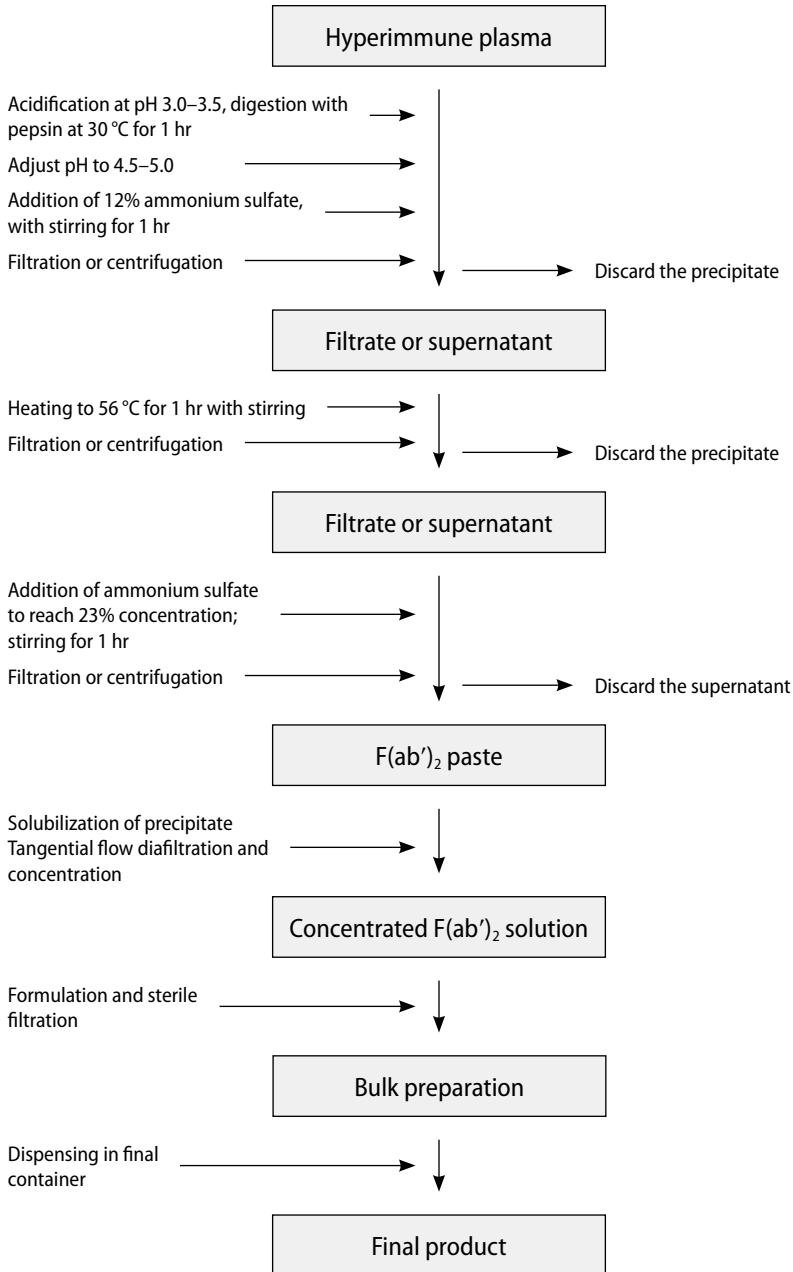 Hyperimmune plasma
Acidification at pH 3.0–3.5, digestion with
pepsin at 30 °C for 1 hr
Adjust pH to 4.5–5.0
Addition of 12% ammonium sulfate,
with stirring for 1 hr
Filtration or centrifugation
Discard the precipitate
Filtrate or supernatant
Heating to 56 °C for 1 hr with stirring
Filtration or centrifugation
Discard the precipitate
Filtrate or supernatant
Addition of ammonium sulfate
to reach 23% concentration;
stirring for 1 hr
Filtration or centrifugation
Discard the supernatant
F(ab′)₂ paste
Solubilization of precipitate
Tangential flow diafiltration and
concentration
Concentrated F(ab′)₂ solution
Formulation and sterile
filtration
Bulk preparation
Dispensing in final
container
Final product